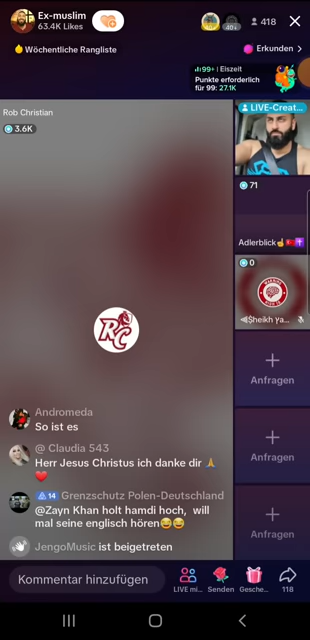 Ex-muslim
63.4K Likes
40+
40+
418
Wöchentliche Rangliste
Erkunden
99+ | Eiszeit
Punkte erforderlich
für 99: 27.1K
Rob Christian
3.6K
LIVE-Creat...
71
Adlerblick
0
RC
Anfragen
Anfragen
Anfragen
Andromeda
So ist es
@ Claudia 543
Herr Jesus Christus ich danke dir 🙏
❤️
14 Grenzschutz Polen-Deutschland
@Zayn Khan holt hamdi hoch, will
mal seine englisch hören😂😂
JengoMusic ist beigetreten
Kommentar hinzufügen
LIVE mi...
Senden
Gesche...
118